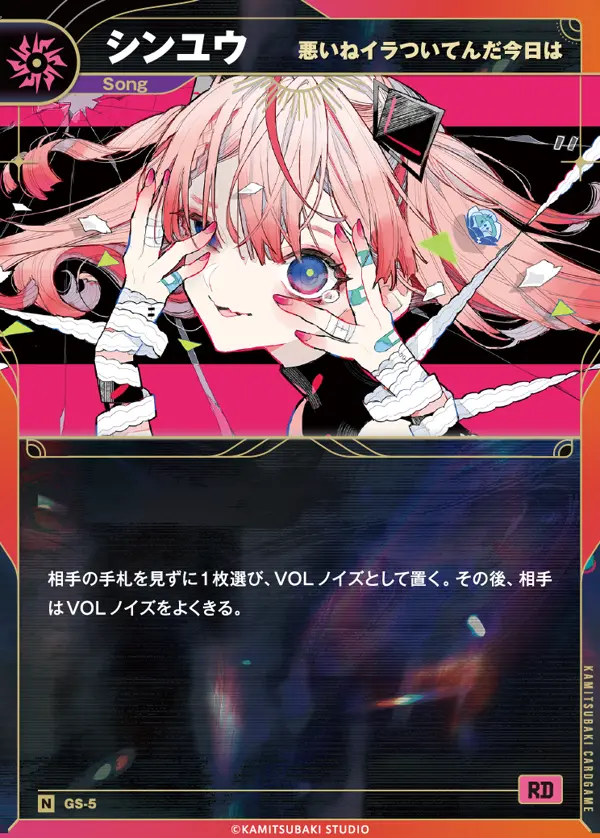 シンユウ
悪いねイラついてんだ今日は
Song
相手の手札を見ずに1枚選び、VOLノイズとして置く。その後、相手
はVOLノイズをよくきる。
KAMITSUBAKI CARDGAME
RD
N GS-5
©KAMITSUBAKI STUDIO